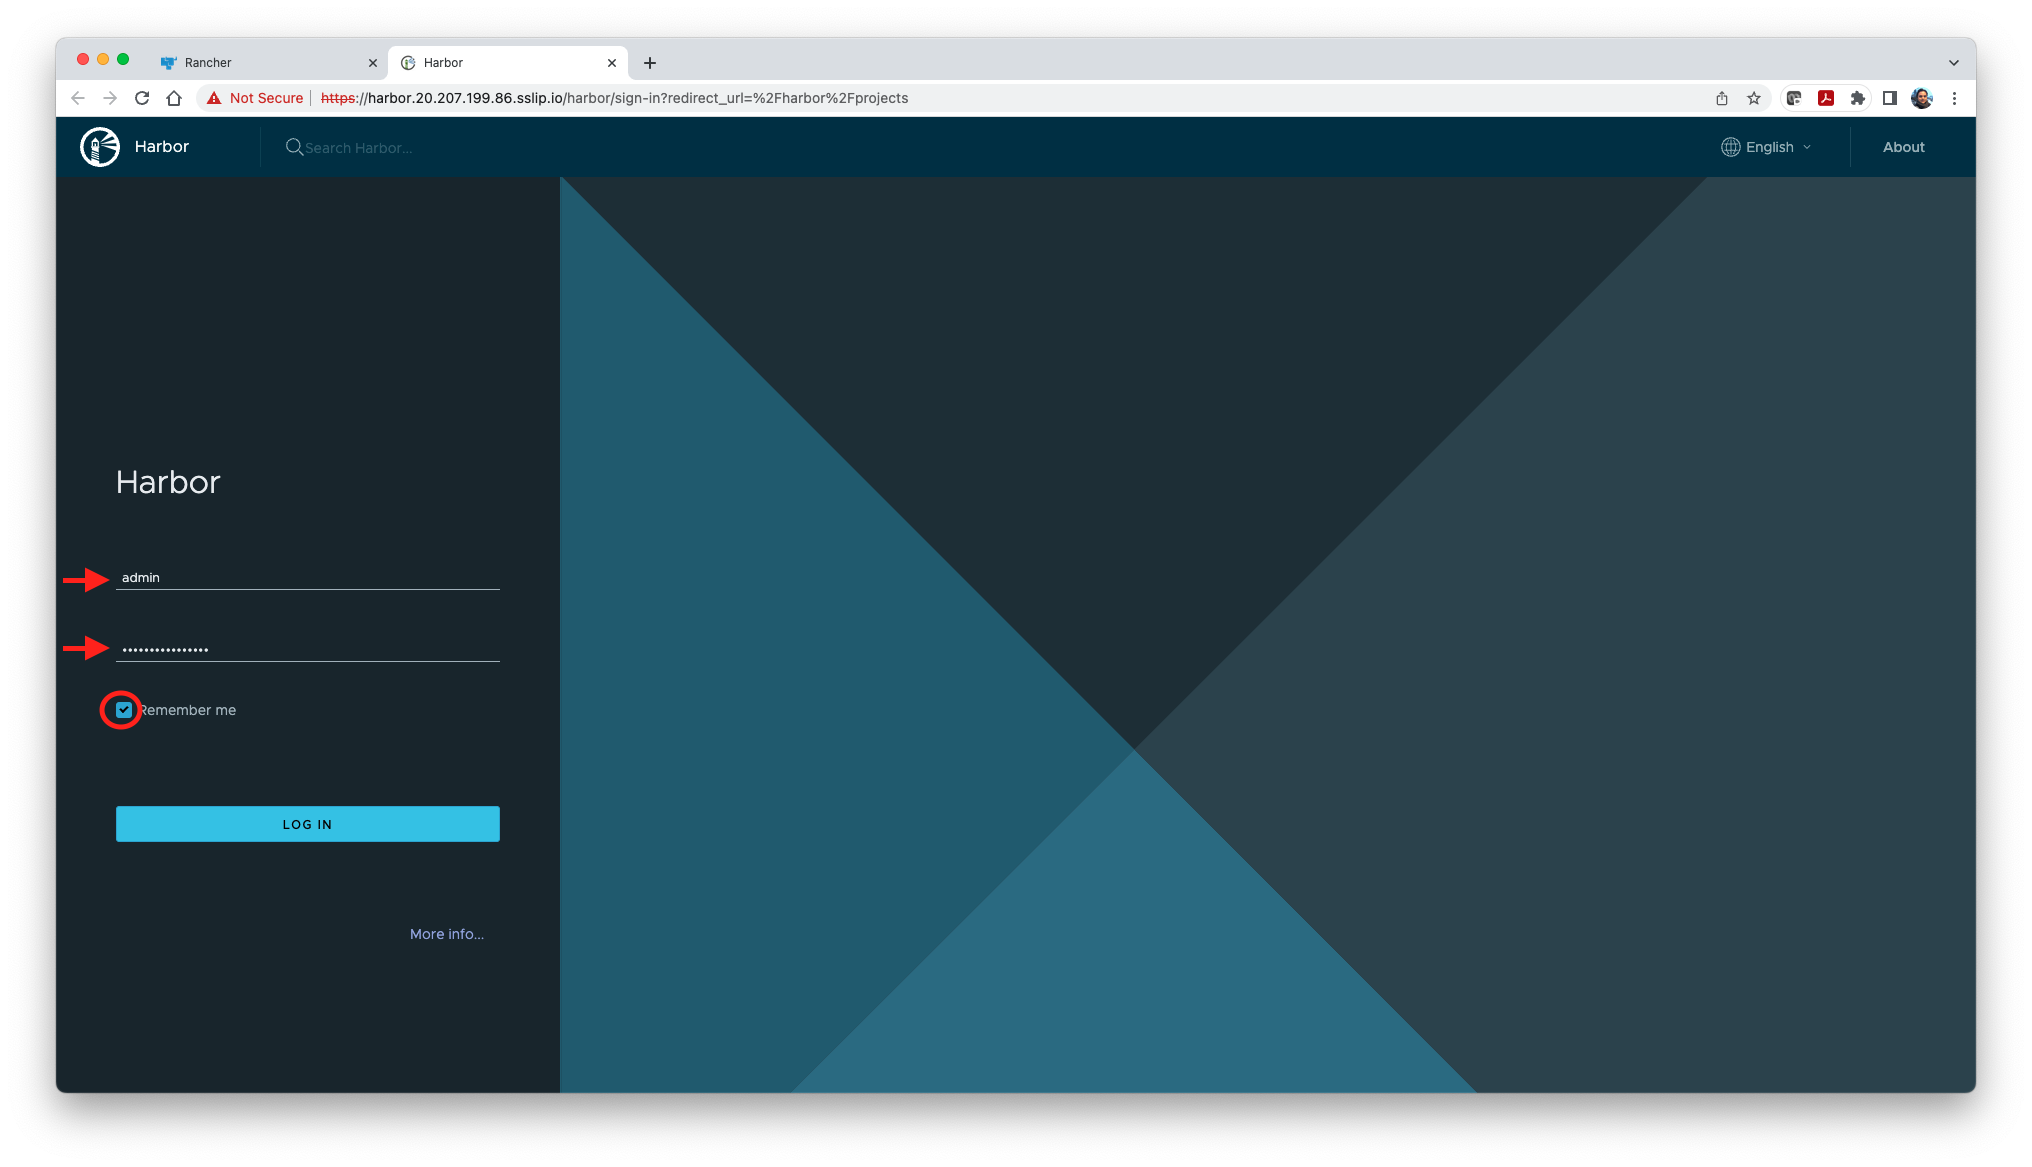 Rancher
Harbor
Not Secure
https://harbor.20.207.199.86.sslip.io/harbor/sign-in?redirect_url=%2Fharbor%2Fprojects
Harbor
Search Harbor...
English
About
Harbor
admin
••••••••••••••••
Remember me
LOG IN
More info...